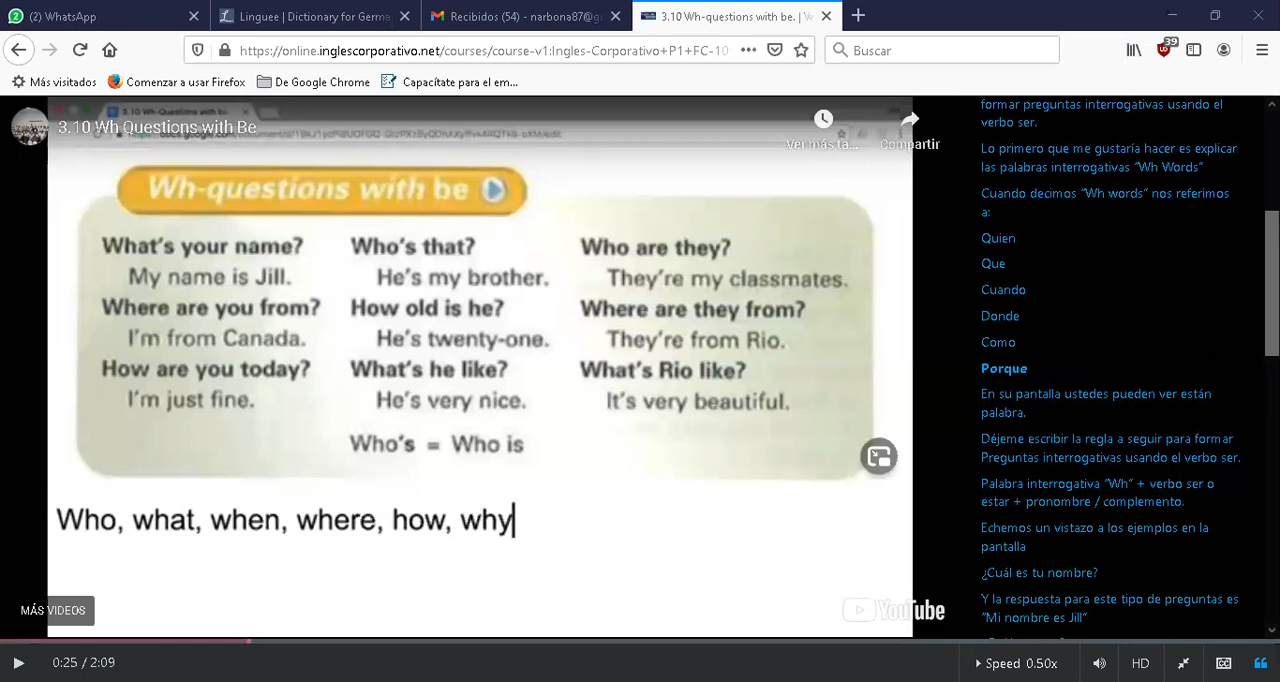 (2) WhatsApp
Linguee | Dictionary for Germa
Recibidos (54) - narbona87@g
3.10 Wh-questions with be. | W
https://online.inglescorporativo.net/courses/course-v1:Ingles-Corporativo+P1+FC-10
Buscar
39
Más visitados
Comenzar a usar Firefox
De Google Chrome
Capacítate para el em...
3.10 Wh Questions with Be
Ver más ta...
Compartir
Wh-questions with be
What's your name?
My name is Jill.
Where are you from?
I'm from Canada.
How are you today?
I'm just fine.
Who's that?
He's my brother.
How old is he?
He's twenty-one.
What's he like?
He's very nice.
Who's = Who is
Who are they?
They're my classmates.
Where are they from?
They're from Rio.
What's Rio like?
It's very beautiful.
Who, what, when, where, how, why
MÁS VIDEOS
YouTube
0:25 / 2:09
Speed 0.50x
HD
formar preguntas interrogativas usando el
verbo ser.
Lo primero que me gustaría hacer es explicar
las palabras interrogativas “Wh Words”
Cuando decimos “Wh words” nos referimos
a:
Quien
Que
Cuando
Donde
Como
Porque
En su pantalla ustedes pueden ver están
palabra.
Déjeme escribir la regla a seguir para formar
Preguntas interrogativas usando el verbo ser.
Palabra interrogativa “Wh” + verbo ser o
estar + pronombre / complemento.
Echemos un vistazo a los ejemplos en la
pantalla
¿Cuál es tu nombre?
Y la respuesta para este tipo de preguntas es
“Mi nombre es Jill”